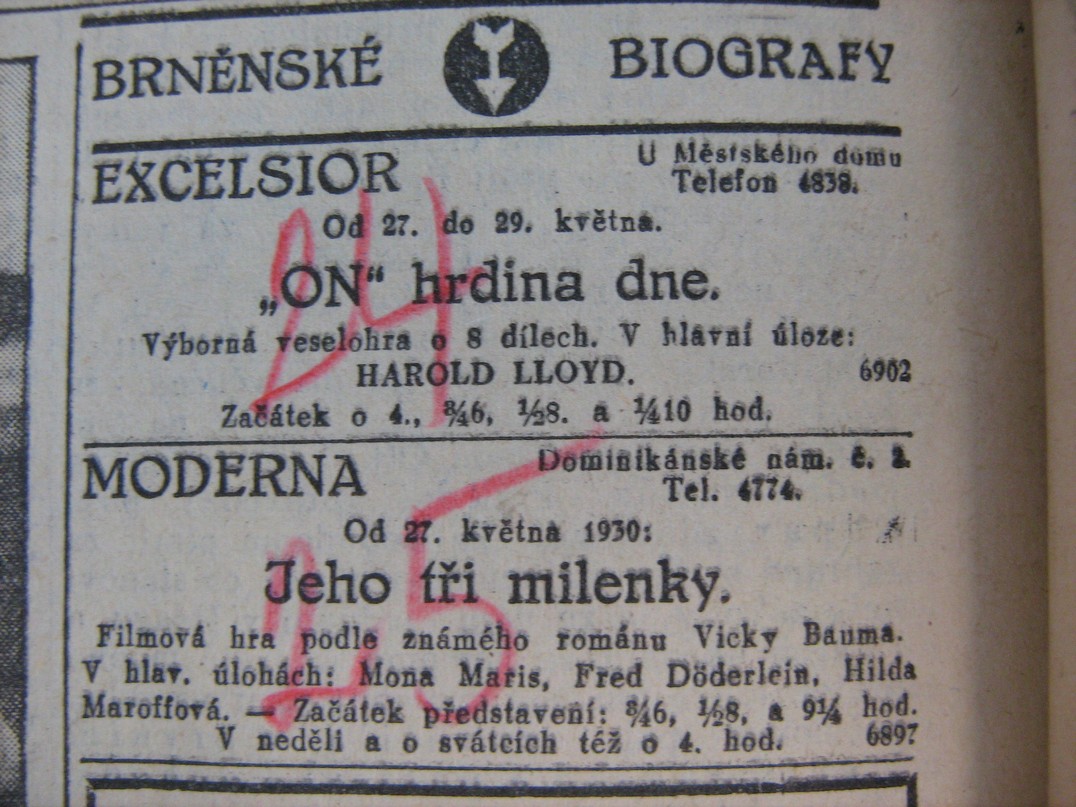 BRNĚNSKÉ BIOGRAFY
EXCELSIOR
U Městského domu
Telefon 4838.
Od 27. do 29. května.
„ON“ hrdina dne.
Výborná veselohra o 8 dílech. V hlavní úloze:
HAROLD LLOYD. 6902
Začátek o 4., ¾6, ½8. a ¼10 hod.
24
MODERNA
Dominikánské nám. č. 2.
Tel. 4774.
Od 27. května 1930:
Jeho tři milenky.
Filmová hra podle známého románu Vicky Bauma.
V hlav. úlohách: Mona Maris, Fred Döderlein, Hilda
Maroffová. — Začátek představení: ¾6, ½8, a 9¼ hod.
V neděli a o svátcích též o 4. hod. 6897
25